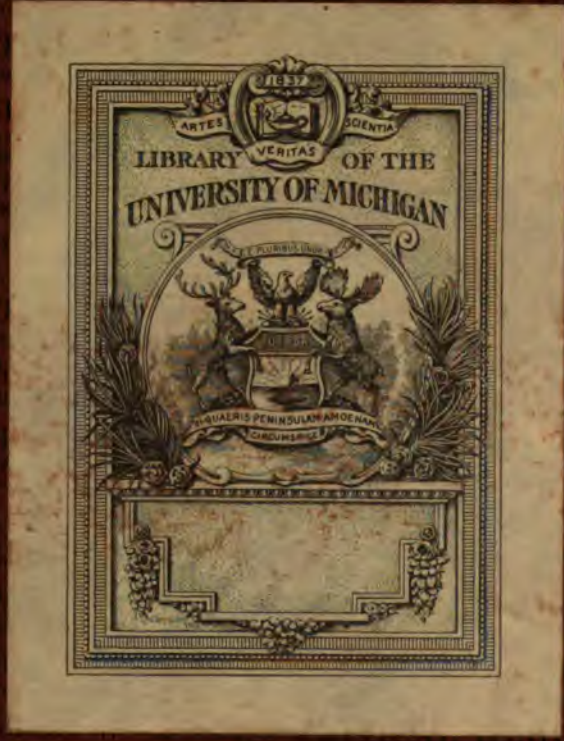 1837
ARTES SCIENTIA
VERITAS
LIBRARY OF THE
UNIVERSITY OF MICHIGAN
E PLURIBUS UNUM
TUEBOR
SI QUAERIS PENINSULAM AMOENAM
CIRCUMSPICE